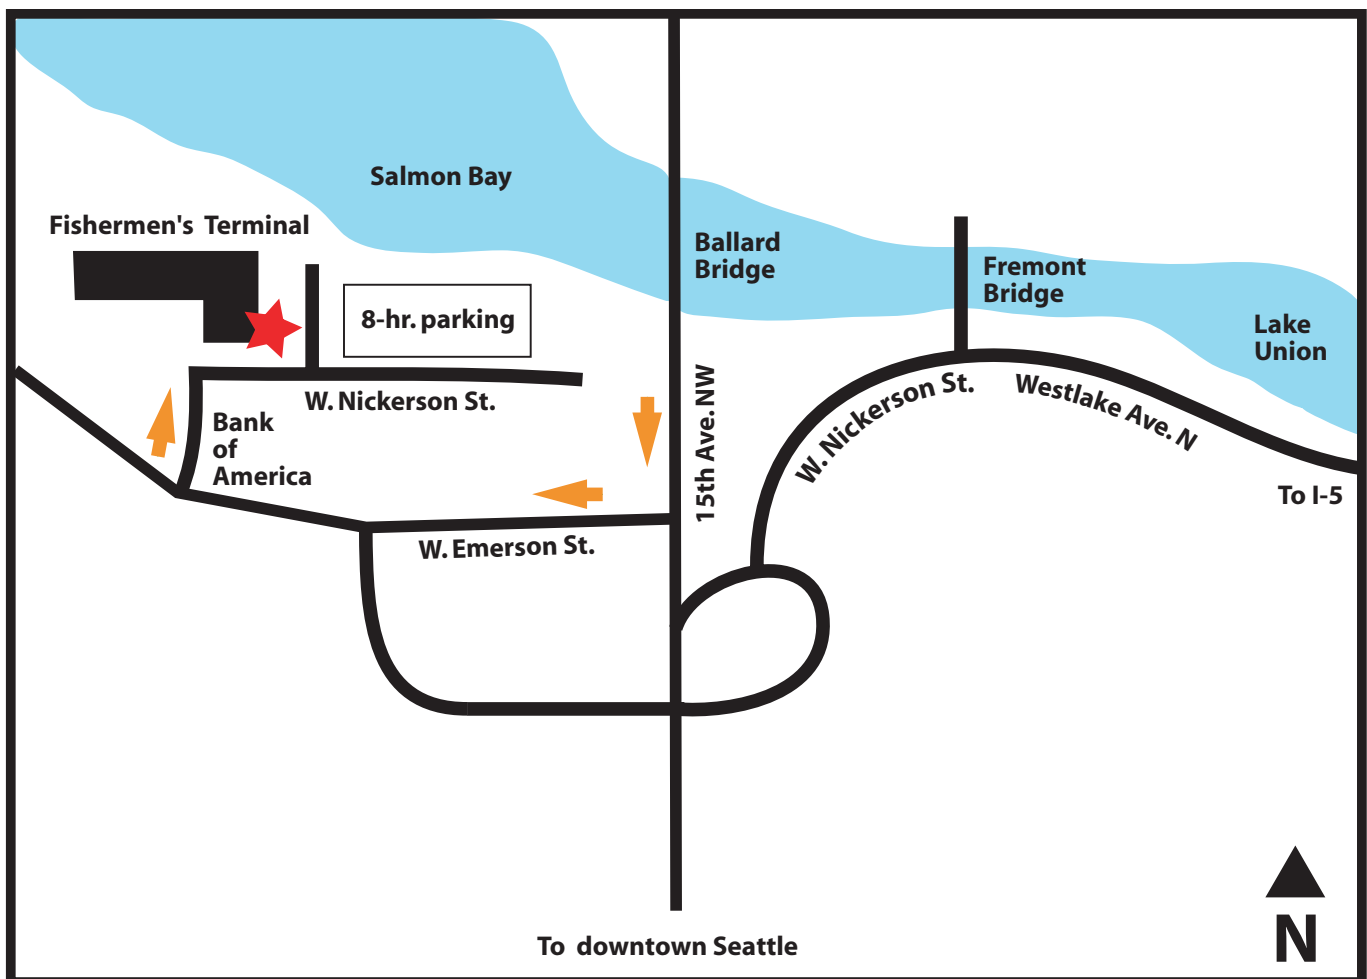 Salmon Bay
Fishermen's Terminal
Ballard
Bridge
Fremont
Bridge
8-hr. parking
Lake
Union
W. Nickerson St.
Bank
of
America
15th Ave. NW
W. Nickerson St.
Westlake Ave. N
To I-5
W. Emerson St.
To downtown Seattle
N